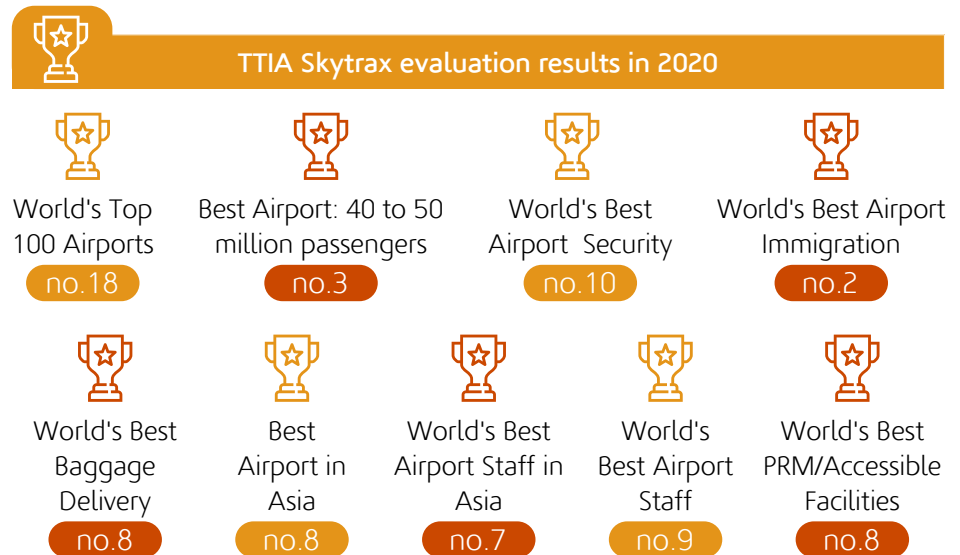 TTIA Skytrax evaluation results in 2020
World's Top
100 Airports
no.18
Best Airport: 40 to 50
million passengers
no.3
World's Best
Airport Security
no.10
World's Best Airport
Immigration
no.2
World's Best
Baggage
Delivery
no.8
Best
Airport in
Asia
no.8
World's Best
Airport Staff in
Asia
no.7
World's
Best Airport
Staff
no.9
World's Best
PRM/Accessible
Facilities
no.8